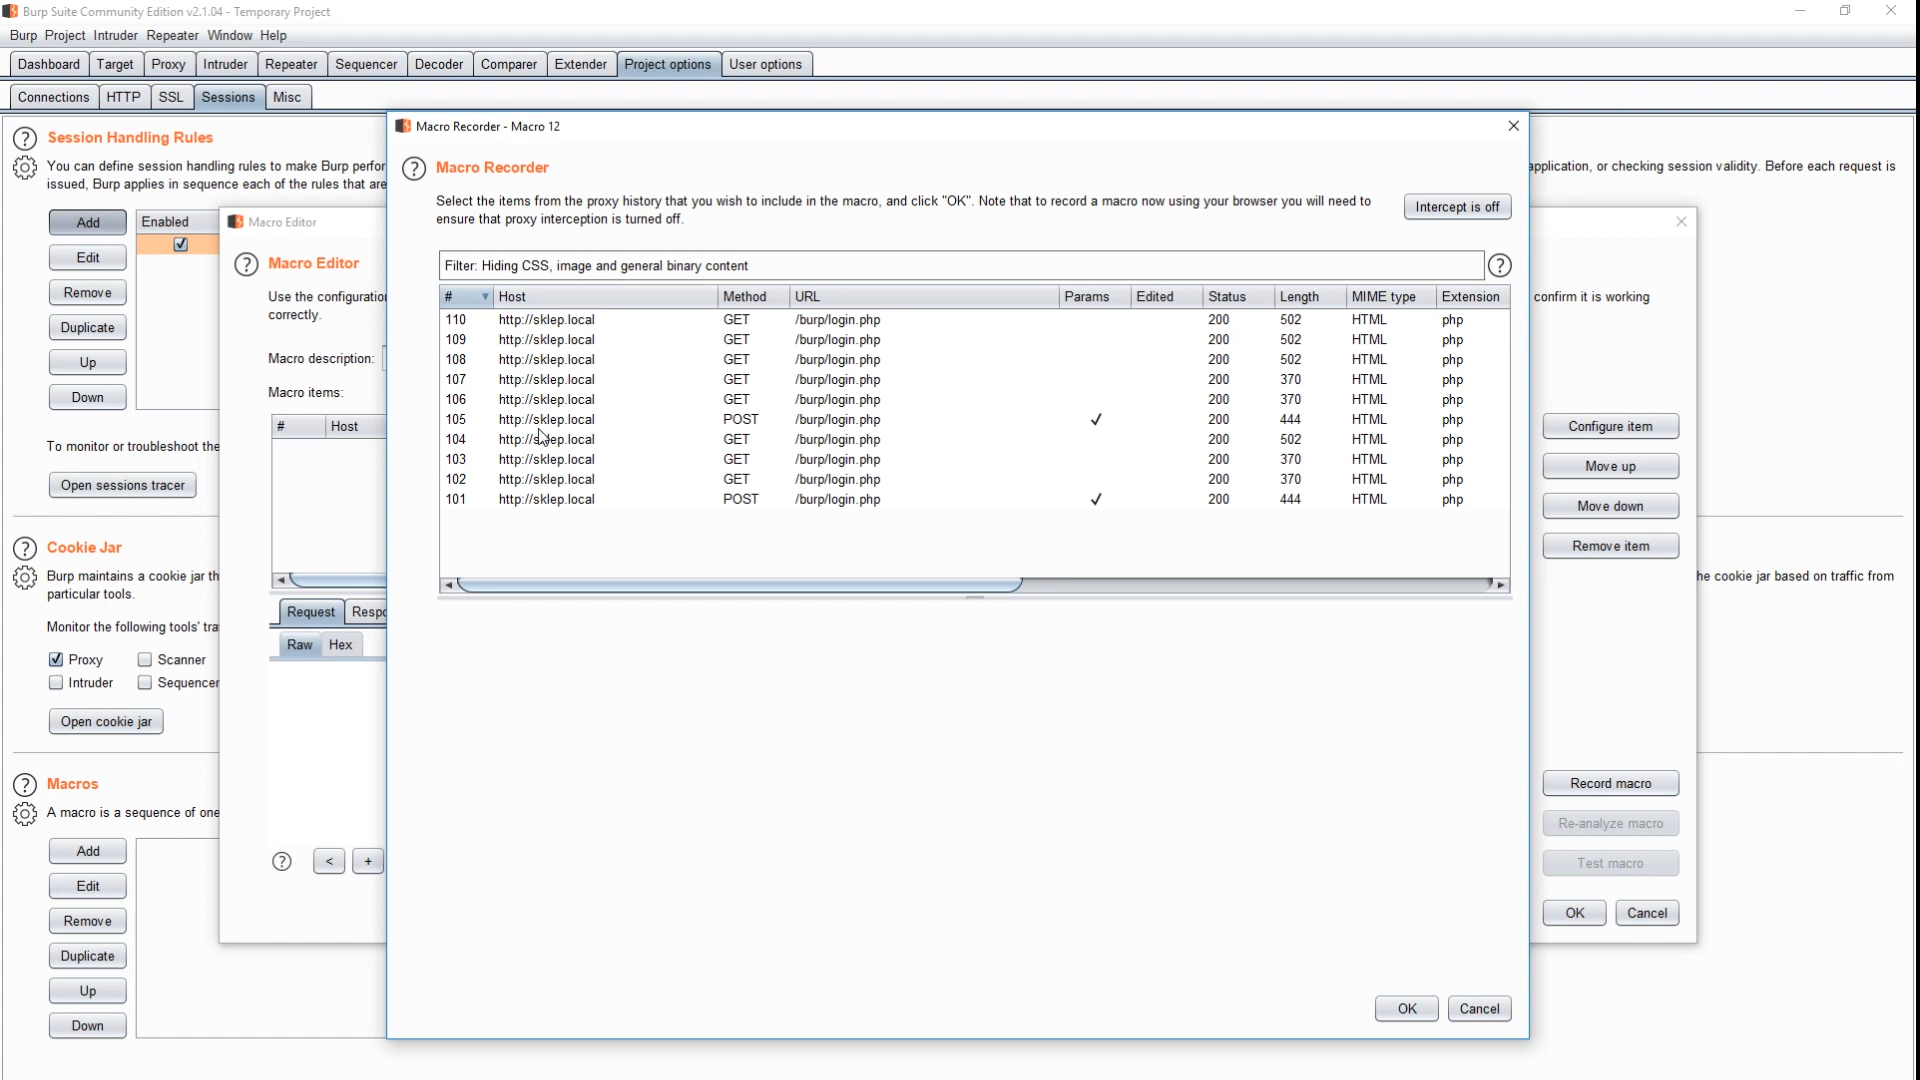 Burp Suite Community Edition v2.1.04 - Temporary Project
Burp Project Intruder Repeater Window Help
Dashboard Target Proxy Intruder Repeater Sequencer Decoder Comparer Extender Project options User options
Connections HTTP SSL Sessions Misc
Session Handling Rules
You can define session handling rules to make Burp perfor
issued, Burp applies in sequence each of the rules that are
application, or checking session validity. Before each request is
Add
Edit
Remove
Duplicate
Up
Down
Enabled
To monitor or troubleshoot the
Open sessions tracer
Cookie Jar
Burp maintains a cookie jar th
particular tools.
he cookie jar based on traffic from
Monitor the following tools' tra
Proxy Scanner
Intruder Sequencer
Open cookie jar
Macros
A macro is a sequence of one
Add
Edit
Remove
Duplicate
Up
Down
Macro Editor
Macro Editor
Use the configuration
correctly.
confirm it is working
Macro description:
Macro items:
# Host
Request Respo
Raw Hex
? < +
Configure item
Move up
Move down
Remove item
Record macro
Re-analyze macro
Test macro
OK Cancel
Macro Recorder - Macro 12
Macro Recorder
Select the items from the proxy history that you wish to include in the macro, and click "OK". Note that to record a macro now using your browser you will need to
ensure that proxy interception is turned off.
Intercept is off
Filter: Hiding CSS, image and general binary content
# Host Method URL Params Edited Status Length MIME type Extension
110 http://sklep.local GET /burp/login.php 200 502 HTML php
109 http://sklep.local GET /burp/login.php 200 502 HTML php
108 http://sklep.local GET /burp/login.php 200 502 HTML php
107 http://sklep.local GET /burp/login.php 200 370 HTML php
106 http://sklep.local GET /burp/login.php 200 370 HTML php
105 http://sklep.local POST /burp/login.php ✓ 200 444 HTML php
104 http://sklep.local GET /burp/login.php 200 502 HTML php
103 http://sklep.local GET /burp/login.php 200 370 HTML php
102 http://sklep.local GET /burp/login.php 200 370 HTML php
101 http://sklep.local POST /burp/login.php ✓ 200 444 HTML php
OK Cancel